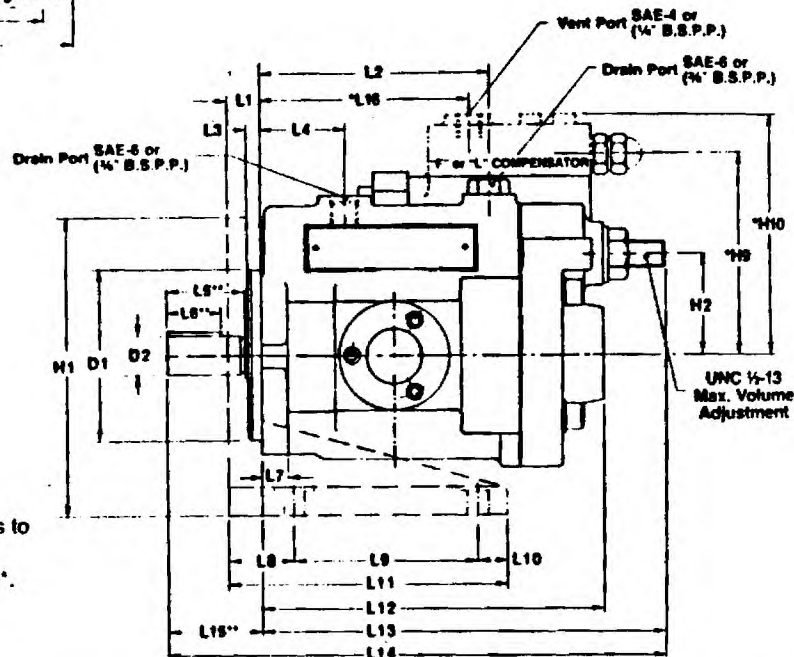 Vent Port SAE-4 or
(¼" B.S.P.P.)
Drain Port SAE-6 or
(⅜" B.S.P.P.)
L2
L1
*L16
L3
L4
Drain Port SAE-6 or
(⅜" B.S.P.P.)
"F" or "L" COMPENSATOR
*H10
*H9
H2
L5**
L6**
H1
D1
D2
UNC ½-13
Max. Volume
Adjustment
L7
s to
L8
L9
L10
L11
L12
L15**
L13
L14